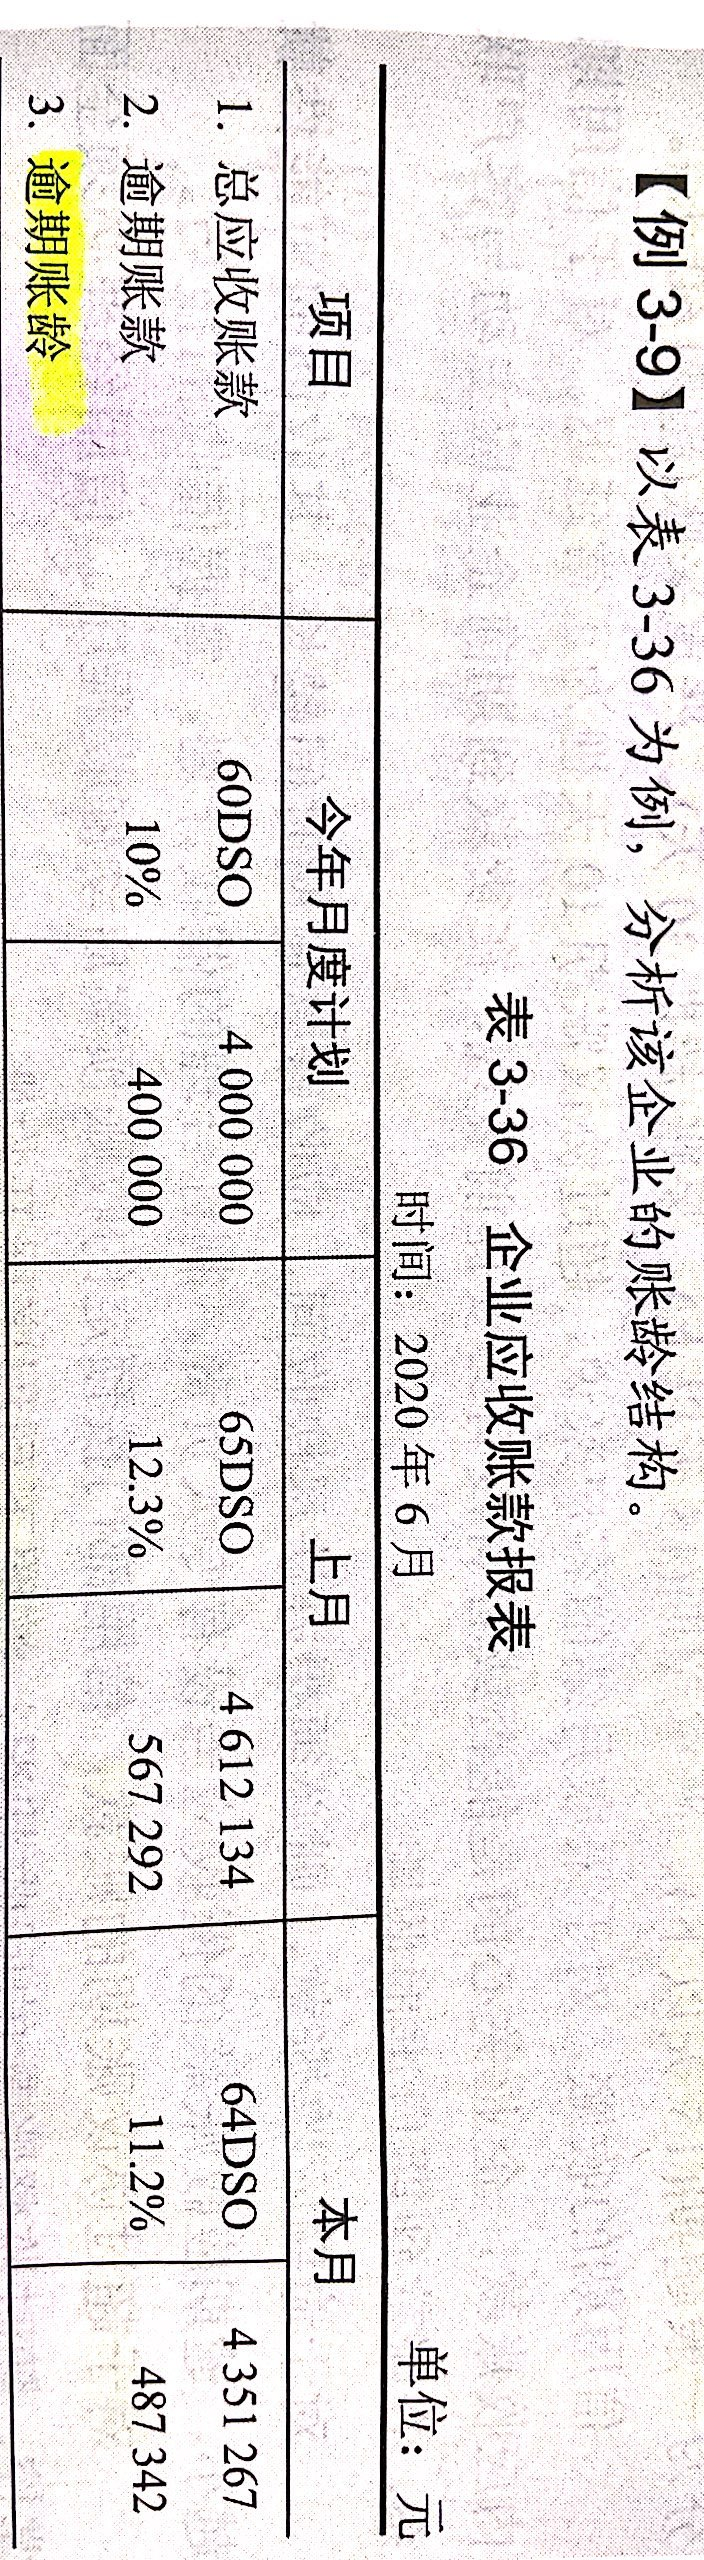 【例 3-9】以表 3-36 为例，分析该企业的账龄结构。
表 3-36 企业应收账款报表
时间：2020 年 6 月 单位：元
项目 今年月度计划 上月 本月
1. 总应收账款 60DSO 4 000 000 65DSO 4 612 134 64DSO 4 351 267
2. 逾期账款 10% 400 000 12.3% 567 292 11.2% 487 342
3. 逾期账龄